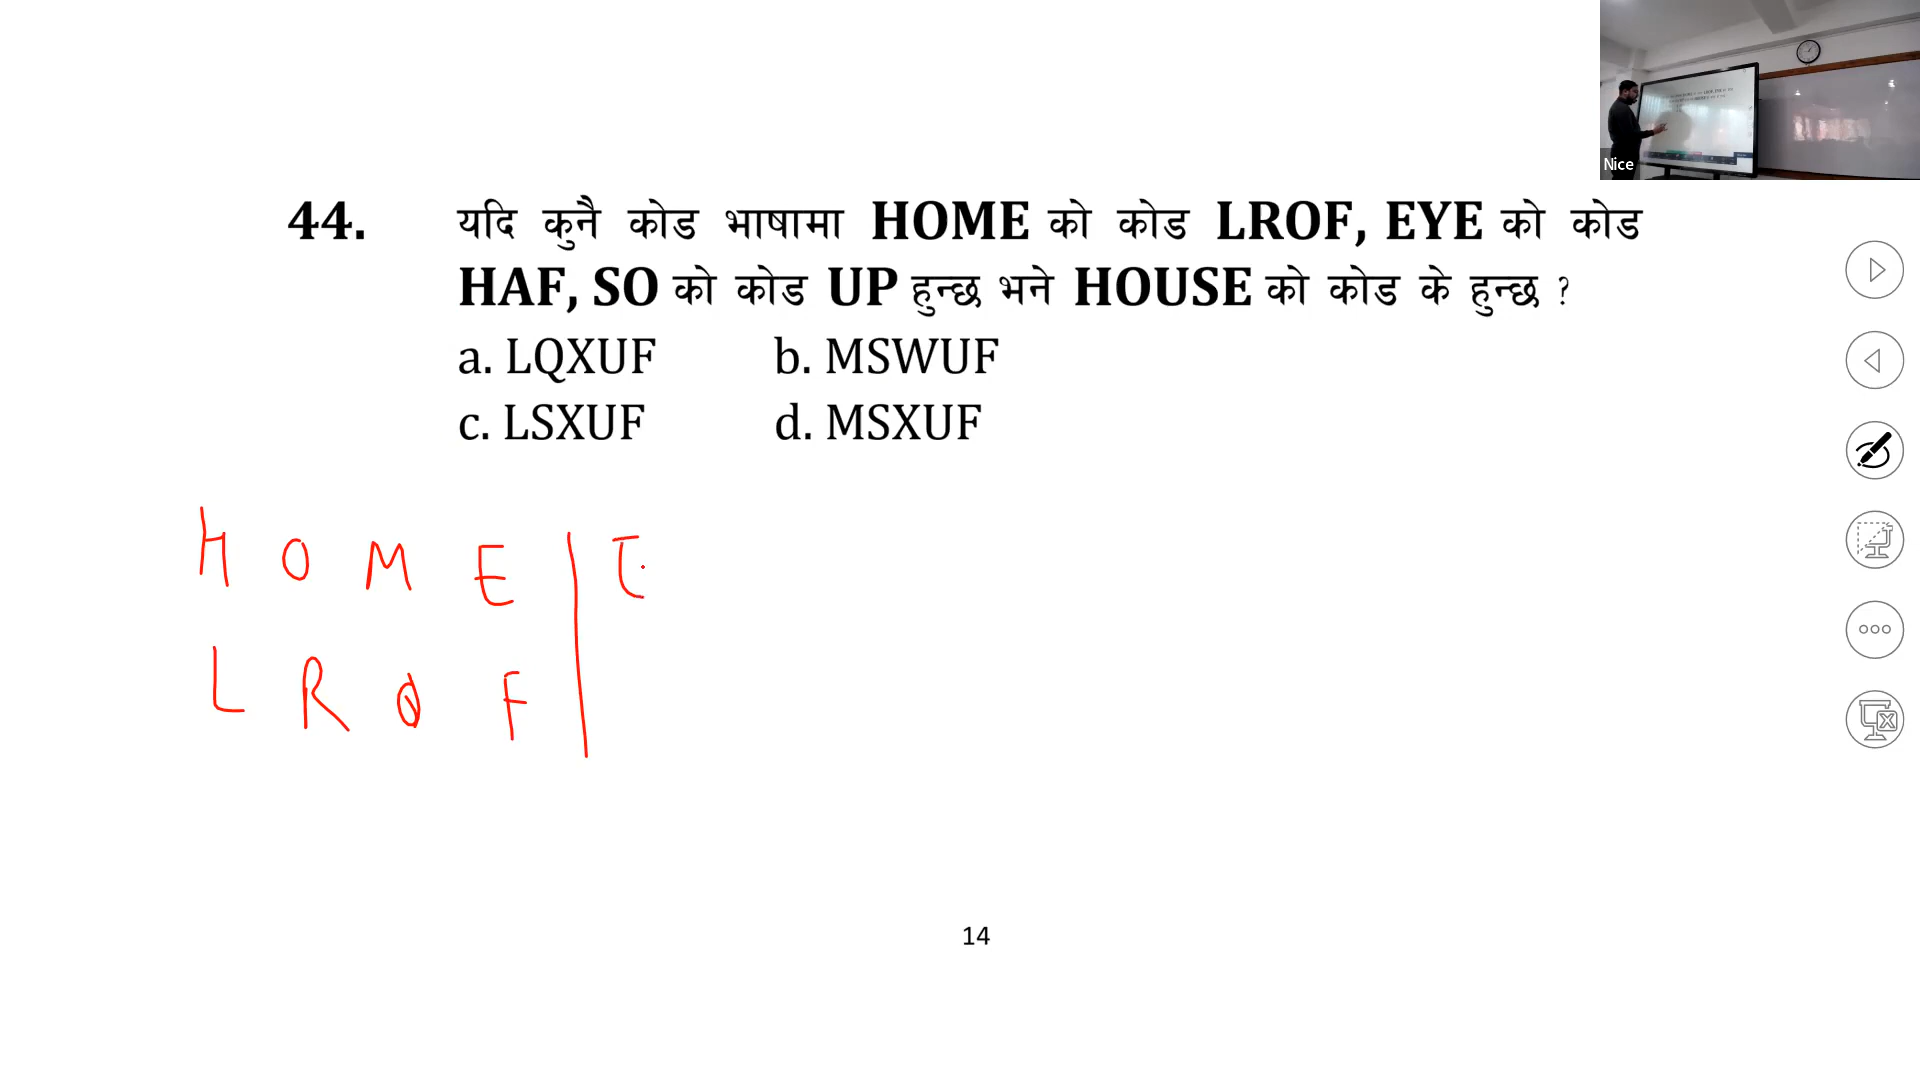 Nice
44. यदि कुनै कोड भाषामा HOME को कोड LROF, EYE को कोड
HAF, SO को कोड UP हुन्छ भने HOUSE को कोड के हुन्छ ?
a. LQXUF b. MSWUF
c. LSXUF d. MSXUF
H O M E | E
L R O F
14